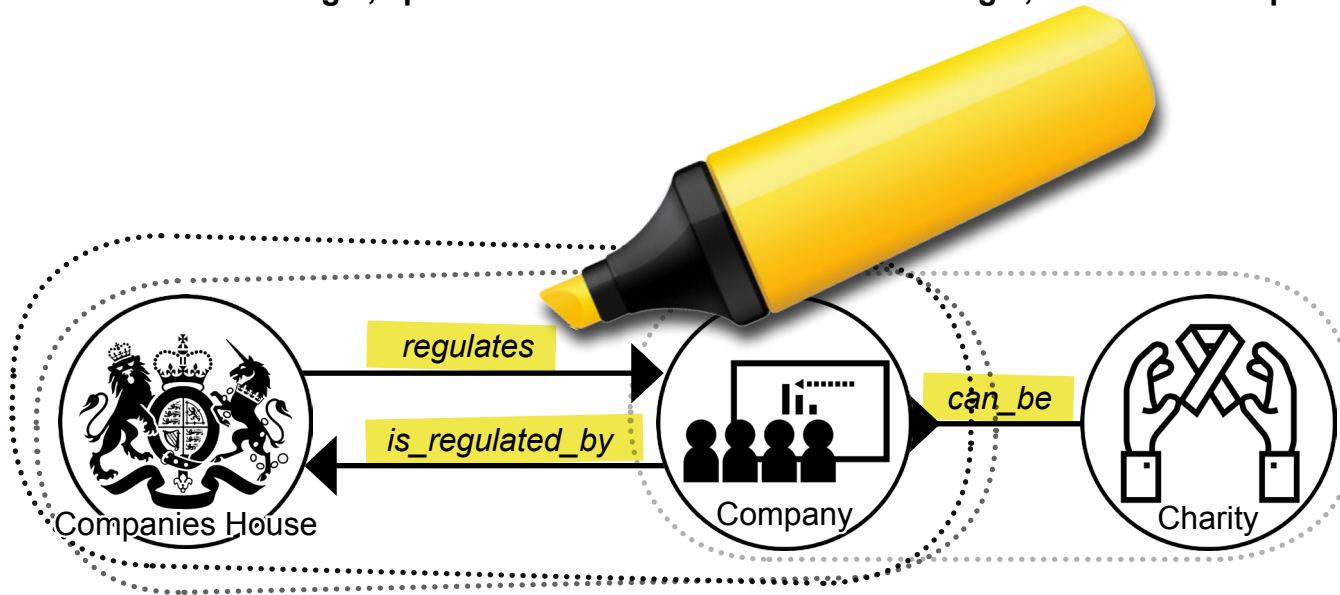 regulates
is_regulated_by
can_be
Companies House
Company
Charity